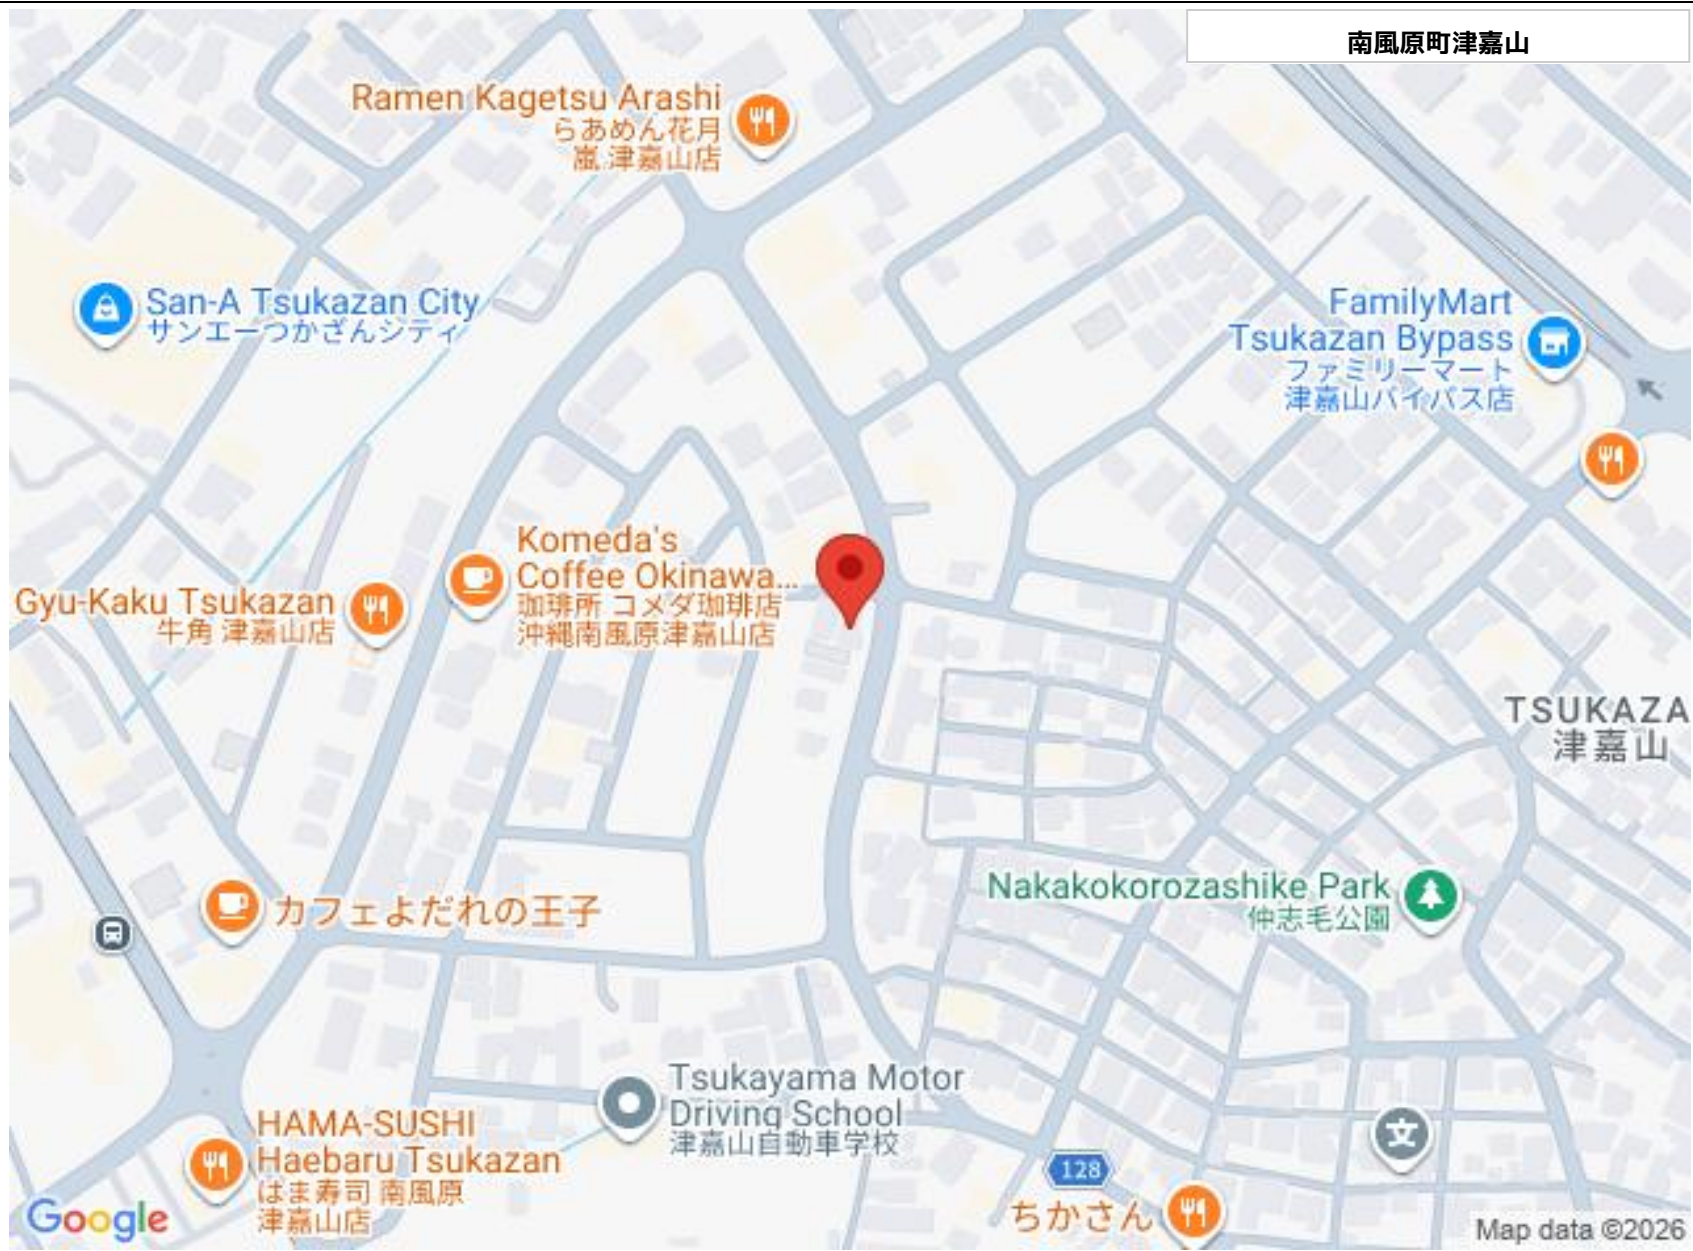 南風原町津嘉山
Ramen Kagetsu Arashi
らあめん花月
嵐 津嘉山店
San-A Tsukazan City
サンエーつかざんシティ
FamilyMart
Tsukazan Bypass
ファミリーマート
津嘉山バイパス店
Komeda's
Coffee Okinawa...
珈琲所 コメダ珈琲店
沖縄南風原津嘉山店
Gyu-Kaku Tsukazan
牛角 津嘉山店
TSUKAZA
津嘉山
Nakakokorozashike Park
仲志毛公園
カフェよだれの王子
Tsukayama Motor
Driving School
津嘉山自動車学校
HAMA-SUSHI
Haebaru Tsukazan
はま寿司 南風原
津嘉山店
文
128
ちかさん
Google
Map data ©2026